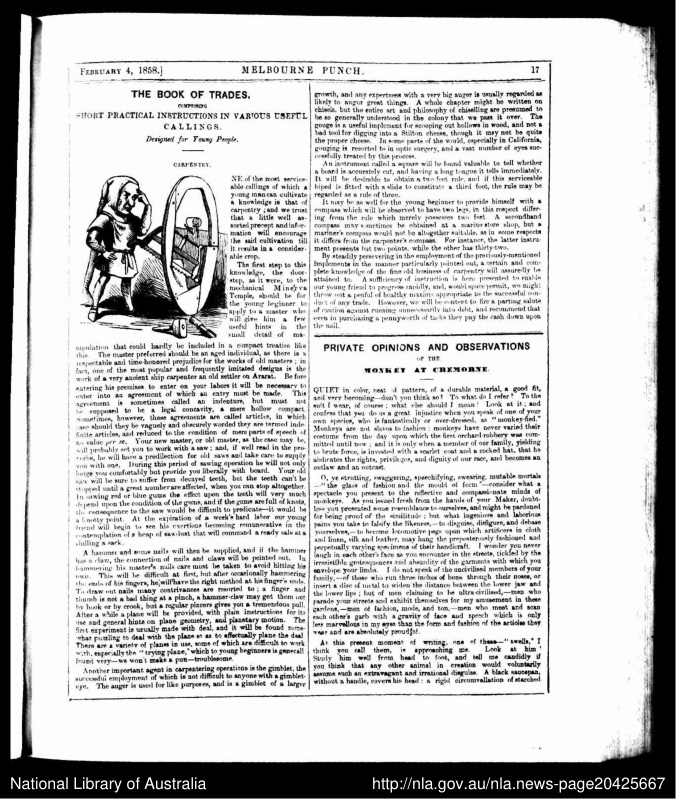 FEBRUARY 4, 1858.]
MELBOURNE PUNCH.
17
THE BOOK OF TRADES.
COMPRISING
SHORT PRACTICAL INSTRUCTIONS IN VARIOUS USEFUL
CALLINGS.
Designed for Young People.
CARPENTRY.
NE OF the most service-
able callings of which a
young man can cultivate
a knowledge is that of
carpentry; and we trust
that a little well as-
sorted precept and infor-
mation will encourage
the said cultivation till
it results in a consider-
able crop.
The first step to this
knowledge, the door-
step, as it were, to the
mechanical Minerva
Temple, should be for
the young beginner to
apply to a master who
will give him a few
useful hints in the
small detail of ma-
nipulation that could hardly be included in a compact treatise like
this. The master preferred should be an aged individual, as there is a
respectable and time-honored prejudice for the works of old masters; in
fact, one of the most popular and frequently imitated designs is the
work of a very ancient ship carpenter an old settler on Ararat. Before
entering his premises to enter on your labors it will be necessary to
enter into an agreement of which an entry must be made. This
agreement is sometimes called an indenture, but must not
be supposed to be a legal concavity, a mere hollow compact.
Sometimes, however, these agreements are called articles, in which
case should they be vaguely and obscurely worded they are termed inde-
finite articles, and reduced to the condition of mere parts of speech of
no value per se. Your new master, or old master, as the case may be,
will probably set you to work with a saw; and, if well read in the pro-
verbs, he will have a predilection for old saws and take care to supply
you with one. During this period of sawing operation he will not only
lodge you comfortably but provide you liberally with board. Your old
saw will be sure to suffer from decayed teeth, but the teeth can't be
stopped until a great number are affected, when you can stop altogether.
In sawing red or blue gums the effect upon the teeth will very much
depend upon the condition of the gums, and if the gums are full of knots,
the consequence to the saw would be difficult to predicate—it would be
a knotty point. At the expiration of a week's hard labor our young
friend will begin to see his exertions becoming remunerative in the
contemplation of a heap of sawdust that will command a ready sale at a
shilling a sack.
A hammer and some nails will then be supplied, and if the hammer
has a claw, the connection of nails and claws will be pointed out. In
hammering his master's nails care must be taken to avoid hitting his
own. This will be difficult at first, but after occasionally hammering
the ends of his fingers, he will have the right method at his finger's ends.
To draw out nails many contrivances are resorted to; a finger and
thumb is not a bad thing at a pinch, a hammer-claw may get them out
by hook or by crook, but a regular pincers gives you a tremendous pull.
After a while a plane will be provided, with plain instructions for its
use and general hints on plane geometry, and planetary motion. The
first experiment is usually made with deal, and it will be found some-
what puzzling to deal with the plane so as to effectually plane the deal.
There are a variety of planes in use, some of which are difficult to work
with, especially the "trying plane," which to young beginners is generall
found very—we won't make a pun—troublesome.
Another important agent in carpentering operations is the gimblet, the
successful employment of which is not difficult to anyone with a gimblet-
eye. The auger is used for like purposes, and is a gimblet of a larger
growth, and any expertness with a very big auger is usually regarded as
likely to augur great things. A whole chapter might be written on
chisels, but the entire art and philosophy of chiselling are presumed to
be so generally understood in the colony that we pass it over. The
gouge is a useful implement for scooping out hollows in wood, and not a
bad tool for digging into a Stilton cheese, though it may not be quite
the proper cheese. In some parts of the world, especially in California,
gouging is resorted to in optic surgery, and a vast number of eyes suc-
cessfully treated by this process.
An instrument called a square will be found valuable to tell whether
a board is accurately cut, and having a long tongue it tells immediately.
It will be desirable to obtain a two feet rule, and if this serviceable
biped is fitted with a slide to constitute a third foot, the rule may be
regarded as a rule of three.
It may be as well for the young beginner to provide himself with a
compass which will be observed to have two legs, in this respect differ-
ing from the rule which merely possesses two feet. A secondhand
compass may sometimes be obtained at a marine store shop, but a
mariner's compass would not be altogether suitable, as in some respects
it differs from the carpenter's compass. For instance, the latter instru-
ment presents but two points, while the other has thirty-two.
By steadily persevering in the employment of the previously-mentioned
implements in the manner particularly pointed out, a certain and com-
plete knowledge of the fine old business of carpentry will assuredly be
attained to. A sufficiency of instruction is here presented to enable
our young friend to progress rapidly, and, would space permit, we might
throw out a pestful of healthy maxims appropriate to the successful con-
duct of any trade. However, we will be content to fire a parting salute
of caution against running unnecessarily into debt, and recommend that
even in purchasing a pennyworth of tacks they pay the cash down upon
the nail.
PRIVATE OPINIONS AND OBSERVATIONS
OF THE
MONKEY AT CREMORNE.
QUIET in color, neat of pattern, of a durable material, a good fit,
and very becoming—don't you think so? To what do I refer? To the
suit I wear, of course; what else should I mean? Look at it; and
confess that you do us a great injustice when you speak of one of your
own species, who is fantastically or over-dressed, as "monkey-fied."
Monkeys are not slaves to fashion: monkeys have never varied their
costume from the day upon which the first orchard-robbery was com-
mitted until now; and it is only when a member of our family, yielding
to brute force, is invested with a scarlet coat and a cocked hat, that he
abdicates the rights, privileges, and dignity of our race, and becomes an
outlaw and an outcast.
O, ye strutting, swaggering, speechifying, swearing, mutable mortals
—"the glass of fashion and the mould of form"—consider what a
spectacle you present to the reflective and compassionate minds of
monkeys. As you issued fresh from the hands of your Maker, doubt-
less you presented some resemblance to ourselves, and might be pardoned
for being proud of the similitude; but what ingenious and laborious
pains you take to falsify the likeness,—to disguise, disfigure, and debase
yourselves,—to become locomotive pegs upon which artificers in cloth
and linen, silk and leather, may hang the preposterously fashioned and
perpetually varying specimens of their handicraft. I wonder you never
laugh in each other's face as you encounter in the streets, tickled by the
irresistible grotesqueness and absurdity of the garments with which you
envelope your limbs. I do not speak of the uncivilised members of your
family,—of those who run three inches of bone through their noses, or
insert a disc of metal to widen the distance between the lower jaw and
the lower lips; but of men claiming to be ultra-civilised,—men who
parade your streets and exhibit themselves for my amusement in these
gardens,—men of fashion, mode, and ton,—men who meet and scan
each other's garb with a gravity of face and speech which is only
less marvellous in my eyes than the form and fashion of the articles they
wear and are absolutely proud of.
At this present moment of writing, one of these—"swells," I
think you call them, is approaching me. Look at him!
Study him well from head to foot, and tell me candidly if
you think that any other animal in creation would voluntarily
assume such an extravagant and irrational disguise. A black saucepan,
without a handle, covers his head: a rigid circumvallation of starched
National Library of Australia
http://nla.gov.au/nla.news-page20425667